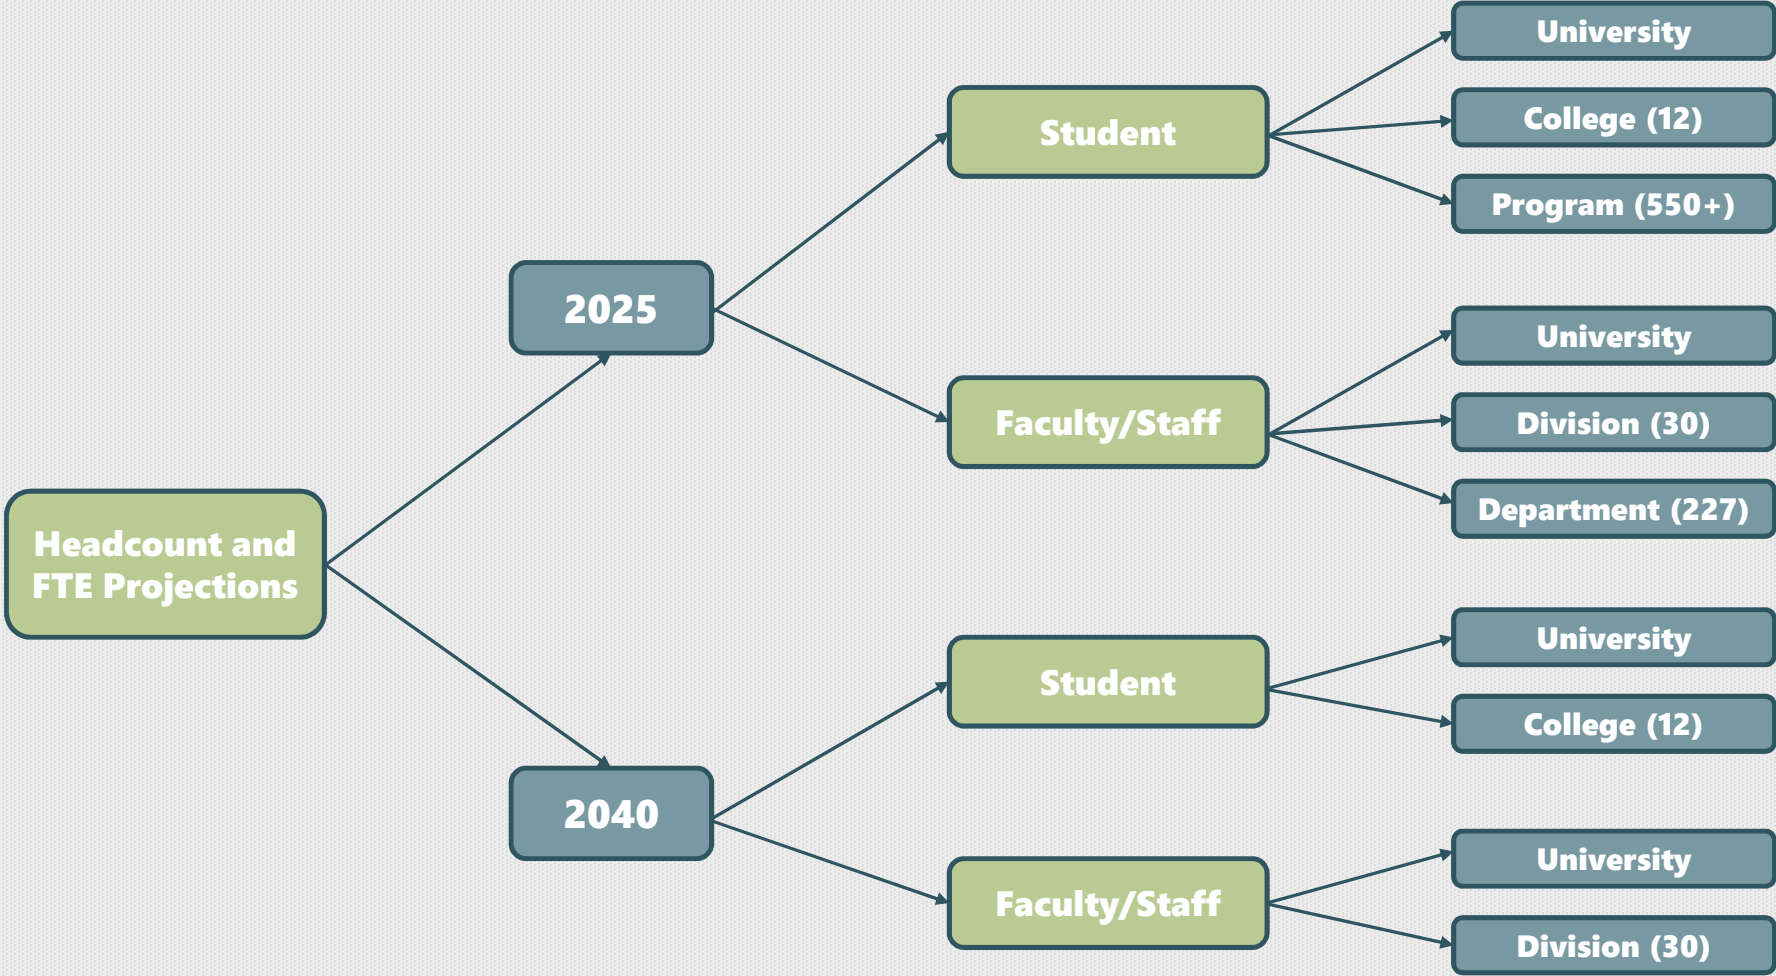 Headcount and
FTE Projections
2025
Student
University
College (12)
Program (550+)
Faculty/Staff
University
Division (30)
Department (227)
2040
Student
University
College (12)
Faculty/Staff
University
Division (30)